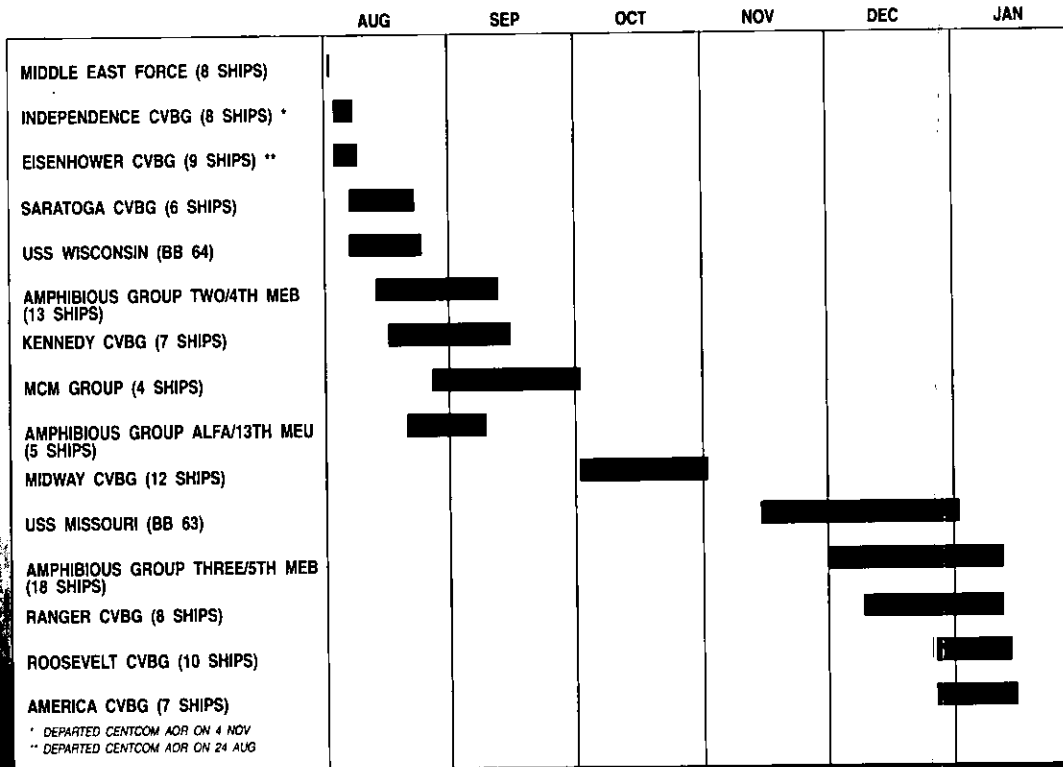 AUG SEP OCT NOV DEC JAN
MIDDLE EAST FORCE (8 SHIPS)
INDEPENDENCE CVBG (8 SHIPS) *
EISENHOWER CVBG (9 SHIPS) **
SARATOGA CVBG (6 SHIPS)
USS WISCONSIN (BB 64)
AMPHIBIOUS GROUP TWO/4TH MEB
(13 SHIPS)
KENNEDY CVBG (7 SHIPS)
MCM GROUP (4 SHIPS)
AMPHIBIOUS GROUP ALFA/13TH MEU
(5 SHIPS)
MIDWAY CVBG (12 SHIPS)
USS MISSOURI (BB 63)
AMPHIBIOUS GROUP THREE/5TH MEB
(18 SHIPS)
RANGER CVBG (8 SHIPS)
ROOSEVELT CVBG (10 SHIPS)
AMERICA CVBG (7 SHIPS)
* DEPARTED CENTCOM AOR ON 4 NOV
** DEPARTED CENTCOM AOR ON 24 AUG